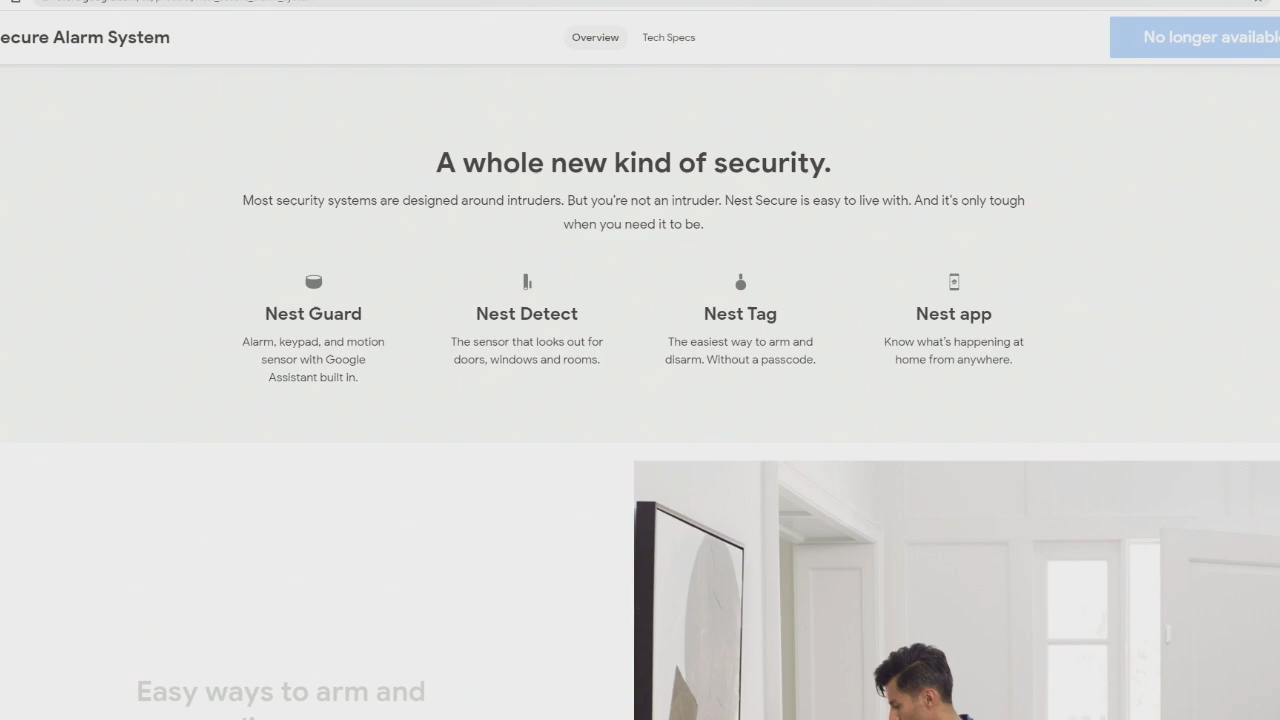 ecure Alarm System
Overview
Tech Specs
No longer availabl
A whole new kind of security.
Most security systems are designed around intruders. But you're not an intruder. Nest Secure is easy to live with. And it's only tough
when you need it to be.
Nest Guard
Alarm, keypad, and motion
sensor with Google
Assistant built in.
Nest Detect
The sensor that looks out for
doors, windows and rooms.
Nest Tag
The easiest way to arm and
disarm. Without a passcode.
Nest app
Know what's happening at
home from anywhere.
Easy ways to arm and